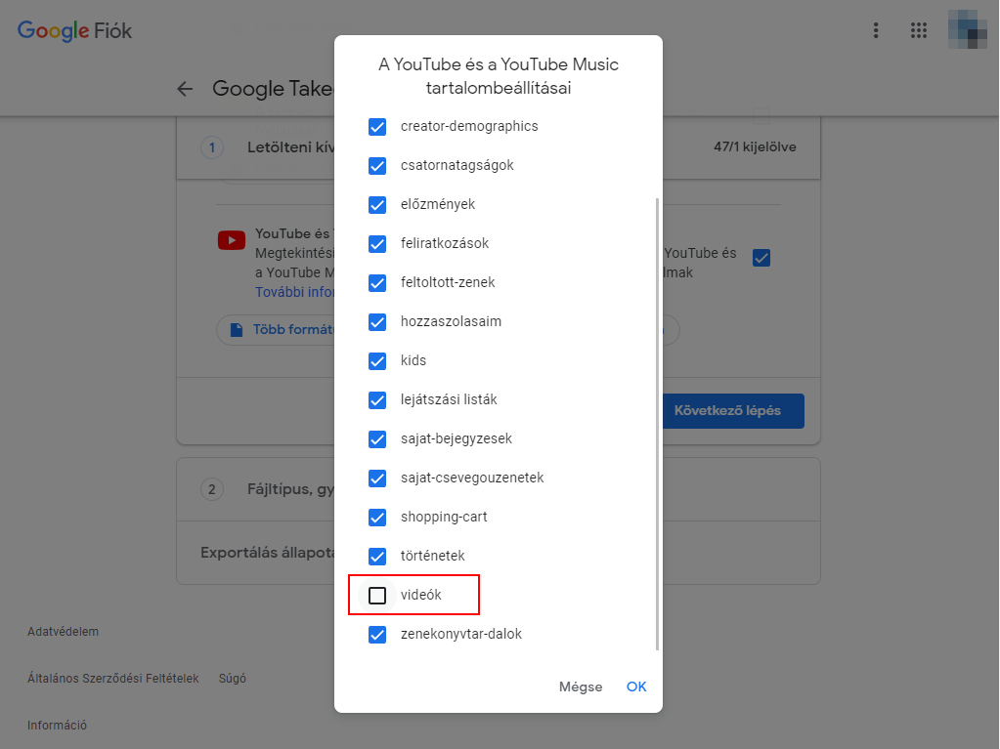 Google Fiók
Google Take
1 Letölteni kív
47/1 kijelölve
YouTube és
Megtekintési
a YouTube M
További infor
YouTube és
lmak
Több formátu
Következő lépés
2 Fájltípus, gy
Exportálás állapota
Adatvédelem
Általános Szerződési Feltételek Súgó
Információ
A YouTube és a YouTube Music
tartalombeállításai
creator-demographics
csatornatagságok
előzmények
feliratkozások
feltoltott-zenek
hozzaszolasaim
kids
lejátszási listák
sajat-bejegyzesek
sajat-csevegouzenetek
shopping-cart
történetek
videók
zenekonyvtar-dalok
Mégse OK